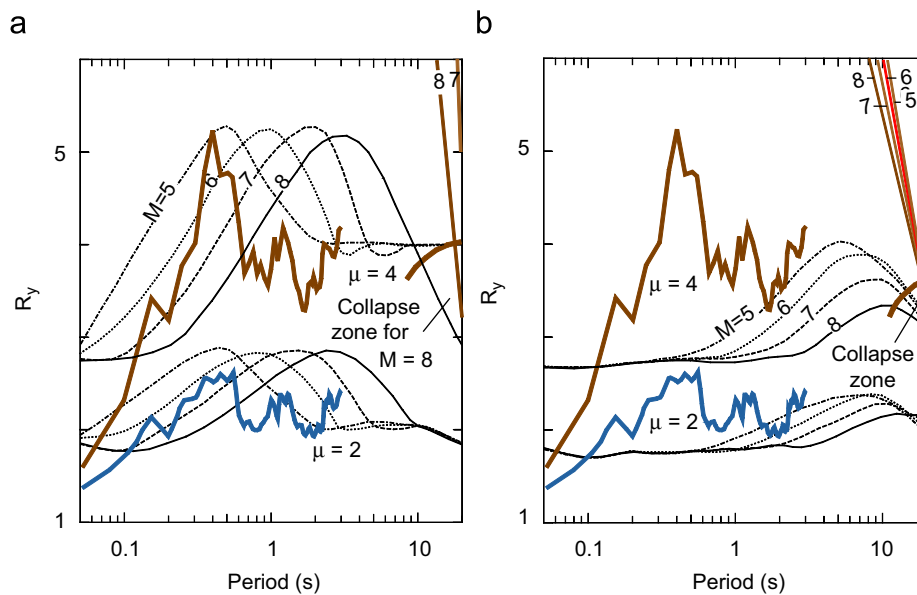 a
b
5
1
R_y
M=5
6
7
8
8
7
μ = 4
Collapse
zone for
M = 8
μ = 2
0.1
1
10
Period (s)
5
1
R_y
8
6
7
5
μ = 4
M=5
6
7
8
Collapse
zone
μ = 2
0.1
1
10
Period (s)